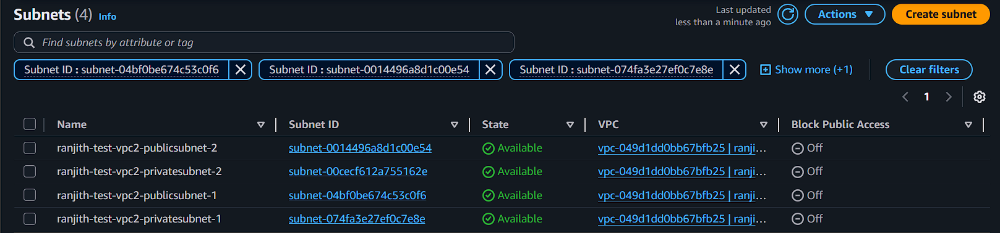 Subnets (4) Info
Last updated
less than a minute ago
Actions
Create subnet
Find subnets by attribute or tag
Subnet ID : subnet-04bf0be674c53c0f6
Subnet ID : subnet-0014496a8d1c00e54
Subnet ID : subnet-074fa3e27ef0c7e8e
Show more (+1)
Clear filters
1
Name Subnet ID State VPC Block Public Access
ranjith-test-vpc2-publicsubnet-2 subnet-0014496a8d1c00e54 Available vpc-049d1dd0bb67bfb25 | ranji... Off
ranjith-test-vpc2-privatesubnet-2 subnet-00cecf612a755162e Available vpc-049d1dd0bb67bfb25 | ranji... Off
ranjith-test-vpc2-publicsubnet-1 subnet-04bf0be674c53c0f6 Available vpc-049d1dd0bb67bfb25 | ranji... Off
ranjith-test-vpc2-privatesubnet-1 subnet-074fa3e27ef0c7e8e Available vpc-049d1dd0bb67bfb25 | ranji... Off